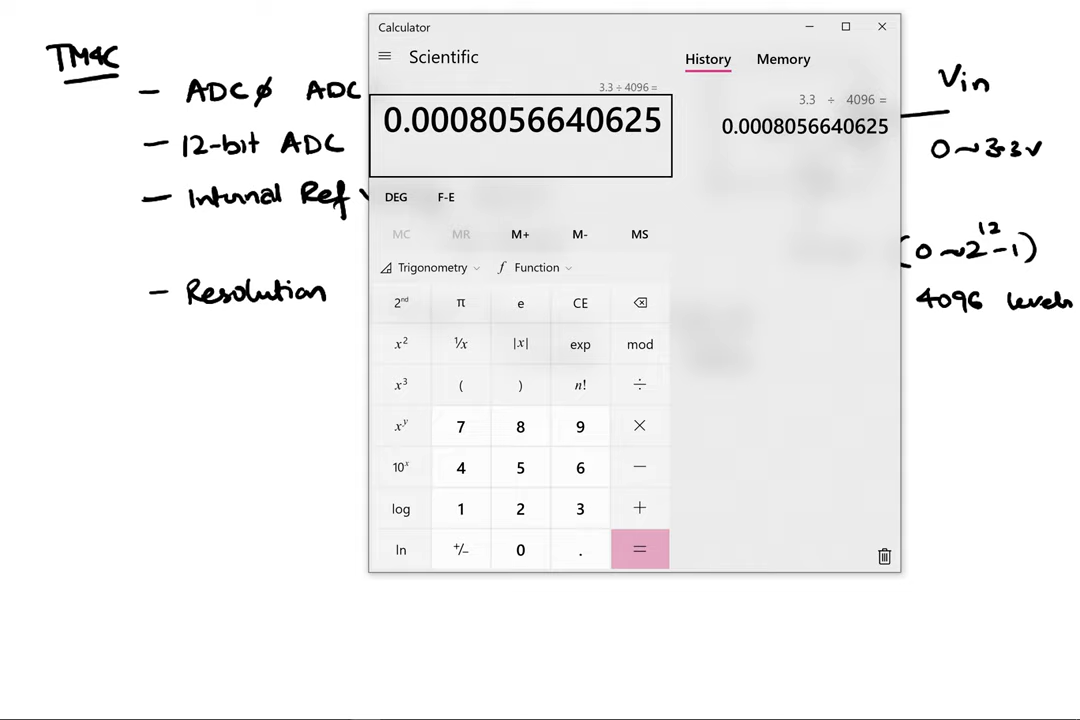 TM4C
- ADCφ ADC
- 12-bit ADC
- Internal Ref
- Resolution
Calculator
Scientific
3.3 ÷ 4096 =
0.0008056640625
DEG F-E
MC MR M+ M- MS
Trigonometry f Function
2ⁿᵈ π e CE
x² ¹/x |x| exp mod
x³ ( ) n! ÷
xʸ 7 8 9 ×
10ˣ 4 5 6 −
log 1 2 3 +
ln +/− 0 . =
History Memory
3.3 ÷ 4096 =
0.0008056640625
Vin
0~3.3V
(0~2¹²-1)
4096 levels